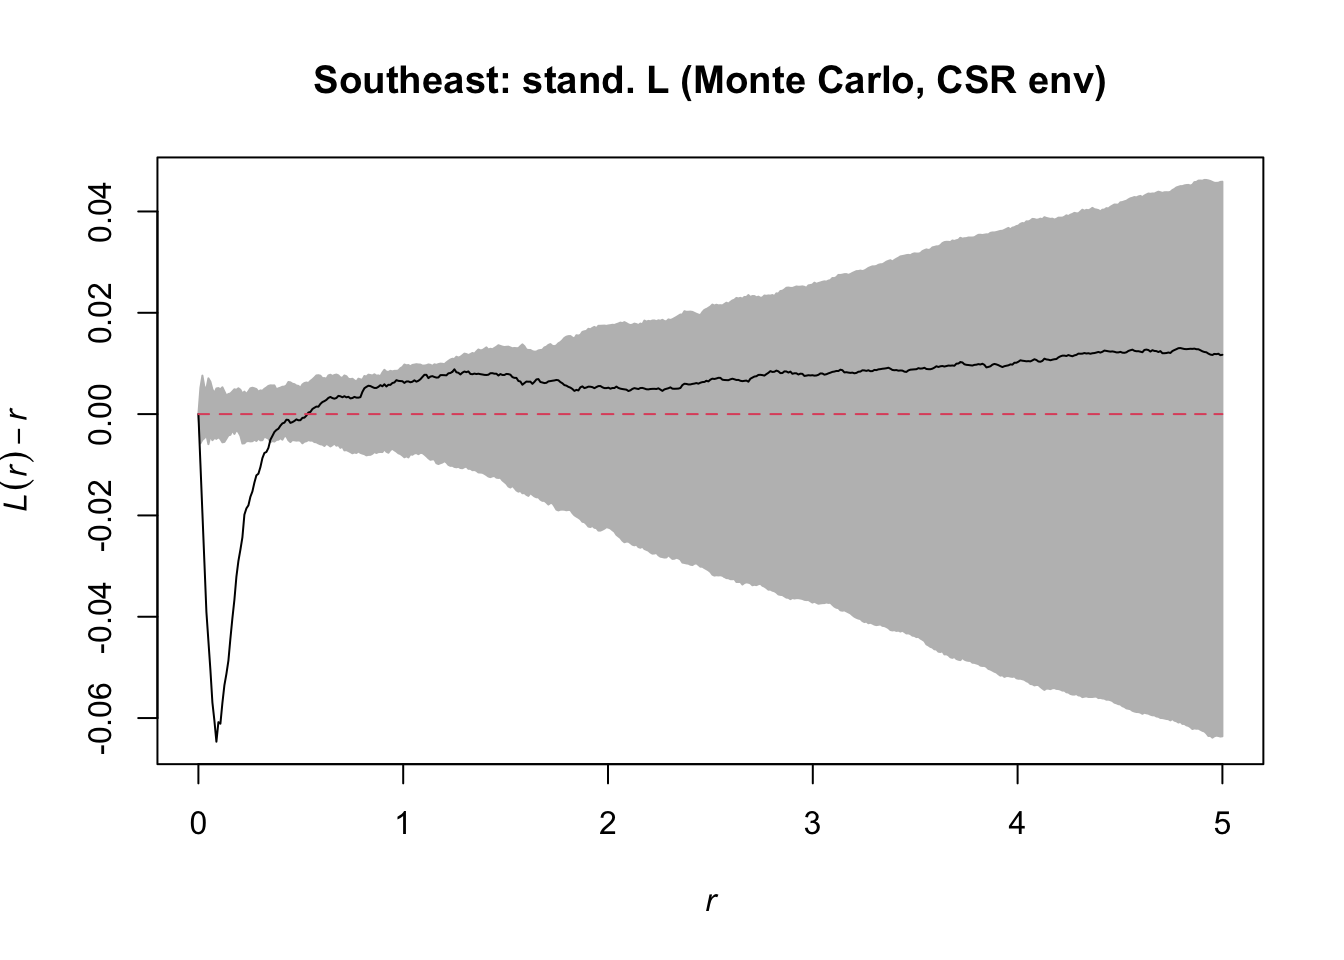 Southeast: stand. L (Monte Carlo, CSR env)
0.04
0.02
0.00
-0.02
-0.04
-0.06
L(r) − r
0 1 2 3 4 5
r